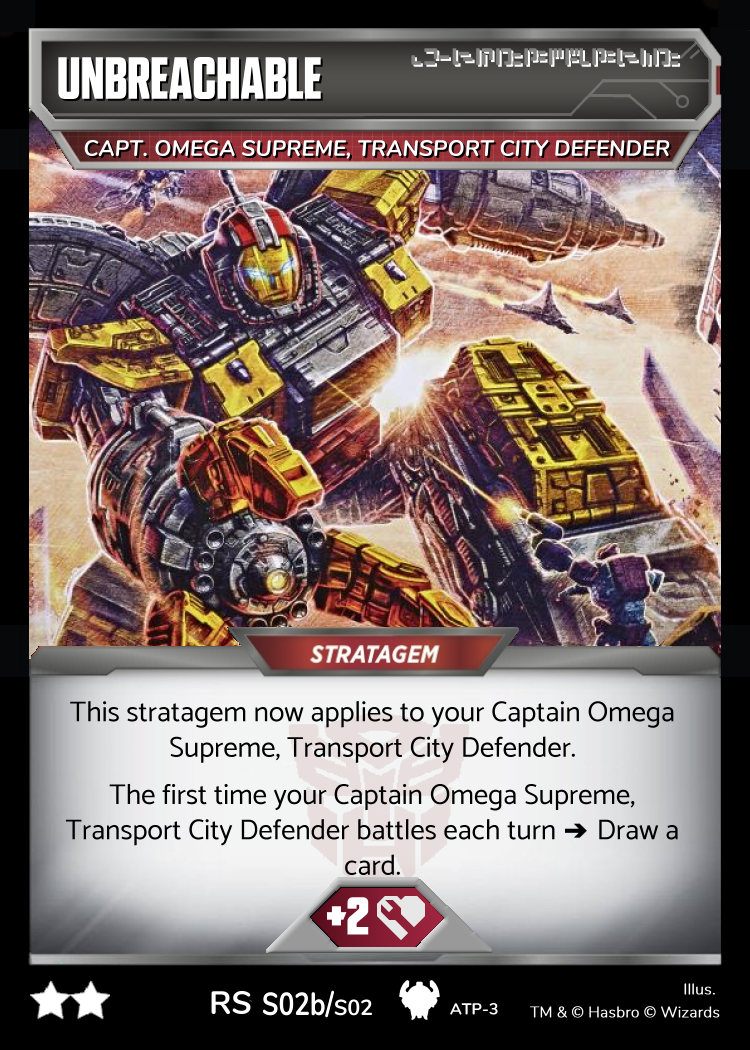 UNBREACHABLE
CAPT. OMEGA SUPREME, TRANSPORT CITY DEFENDER
STRATAGEM
This stratagem now applies to your Captain Omega
Supreme, Transport City Defender.
The first time your Captain Omega Supreme,
Transport City Defender battles each turn ➔ Draw a
card.
+2
RS S02b/S02
ATP-3
Illus.
TM & © Hasbro © Wizards